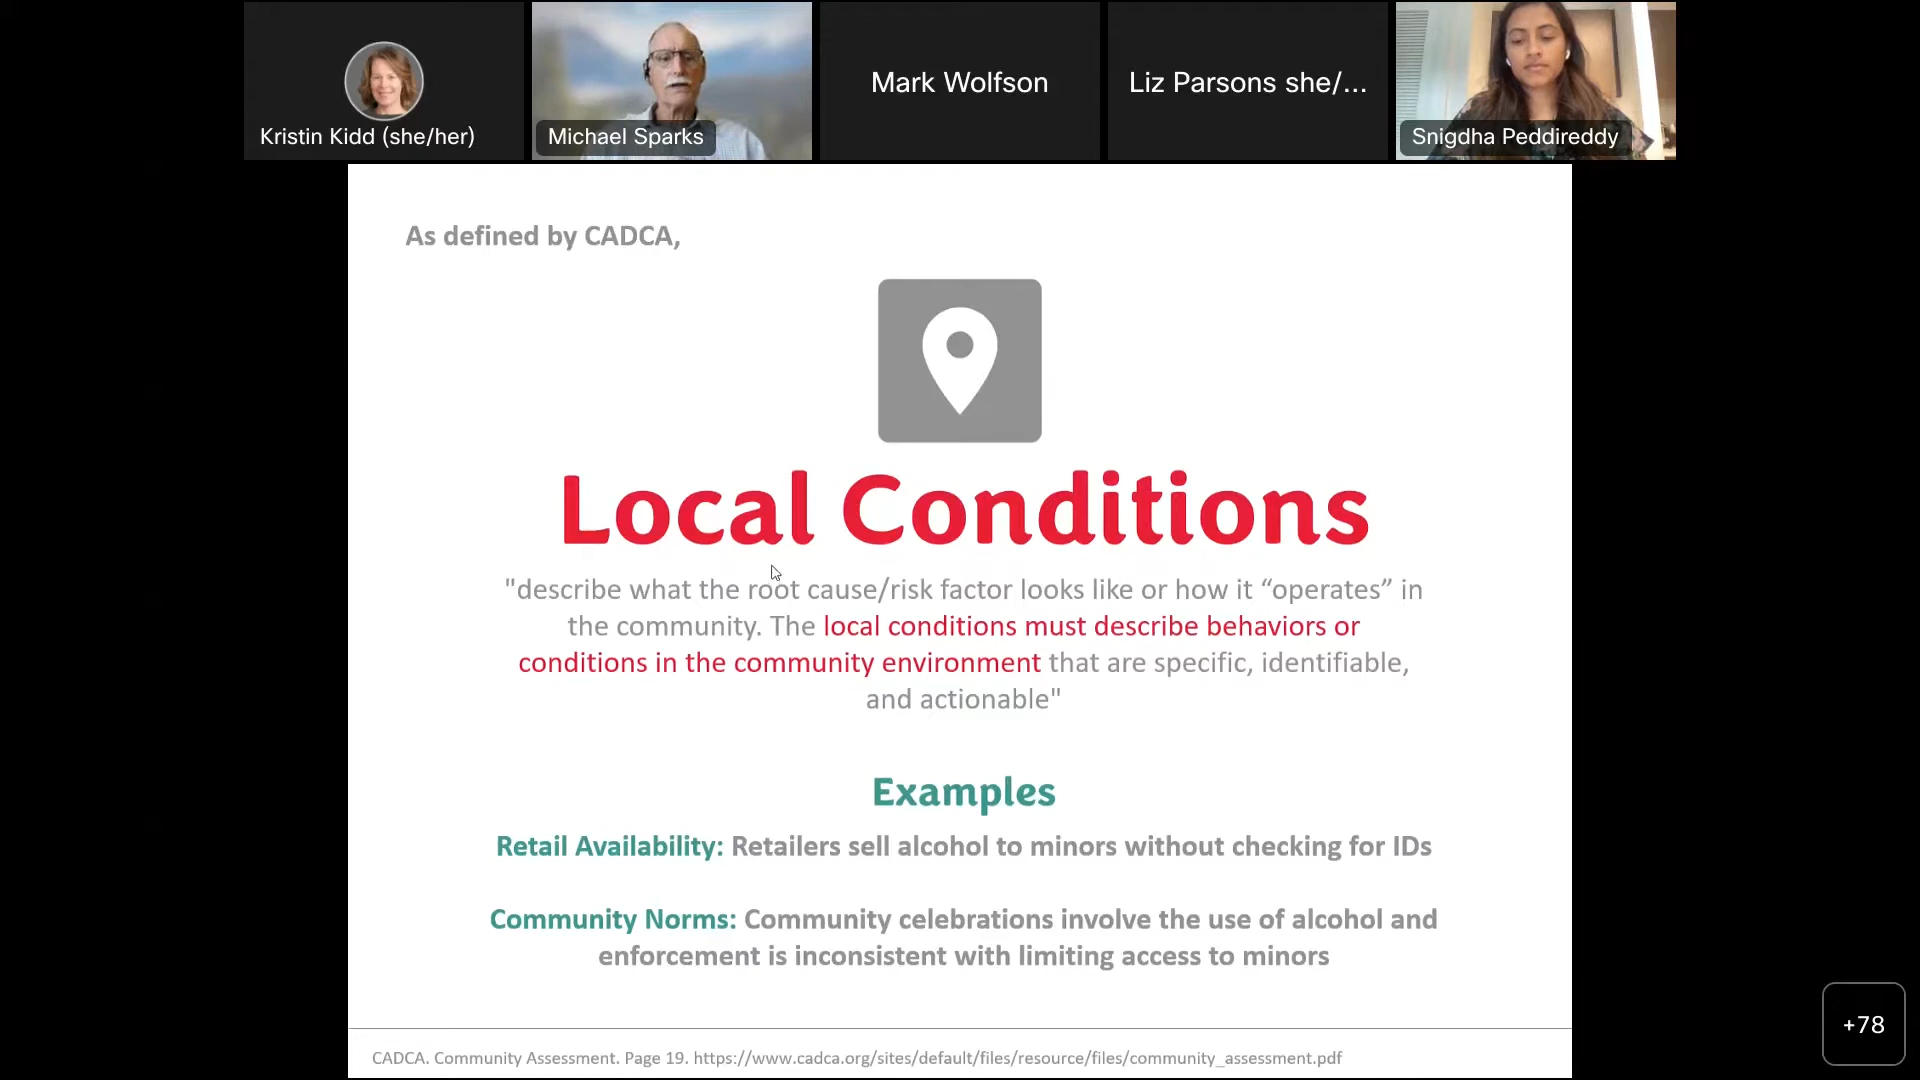 Kristin Kidd (she/her)
Michael Sparks
Mark Wolfson
Liz Parsons she/...
Snigdha Peddireddy
As defined by CADCA,
Local Conditions
"describe what the root cause/risk factor looks like or how it “operates” in
the community. The local conditions must describe behaviors or
conditions in the community environment that are specific, identifiable,
and actionable"
Examples
Retail Availability: Retailers sell alcohol to minors without checking for IDs
Community Norms: Community celebrations involve the use of alcohol and
enforcement is inconsistent with limiting access to minors
CADCA. Community Assessment. Page 19. https://www.cadca.org/sites/default/files/resource/files/community_assessment.pdf
+78